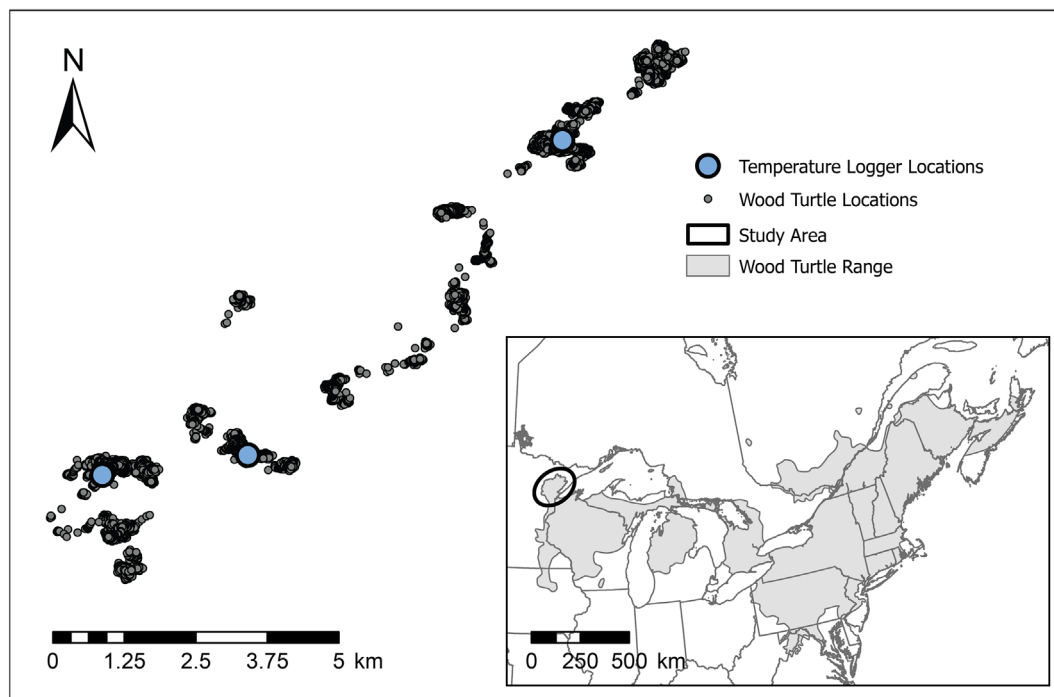 N
Temperature Logger Locations
Wood Turtle Locations
Study Area
Wood Turtle Range
0 1.25 2.5 3.75 5 km
0 250 500 km